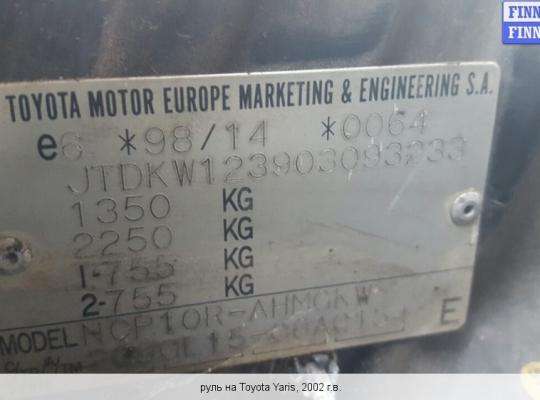 FINN
FINN
TOYOTA MOTOR EUROPE MARKETING & ENGINEERING S.A.
e6 *98/14 *0064
JTDKW123903093233
1350 KG
2250 KG
1-755 KG
2-755 KG
MODEL NCP10R-AHMGKW
E
руль на Toyota Yaris, 2002 г.в.